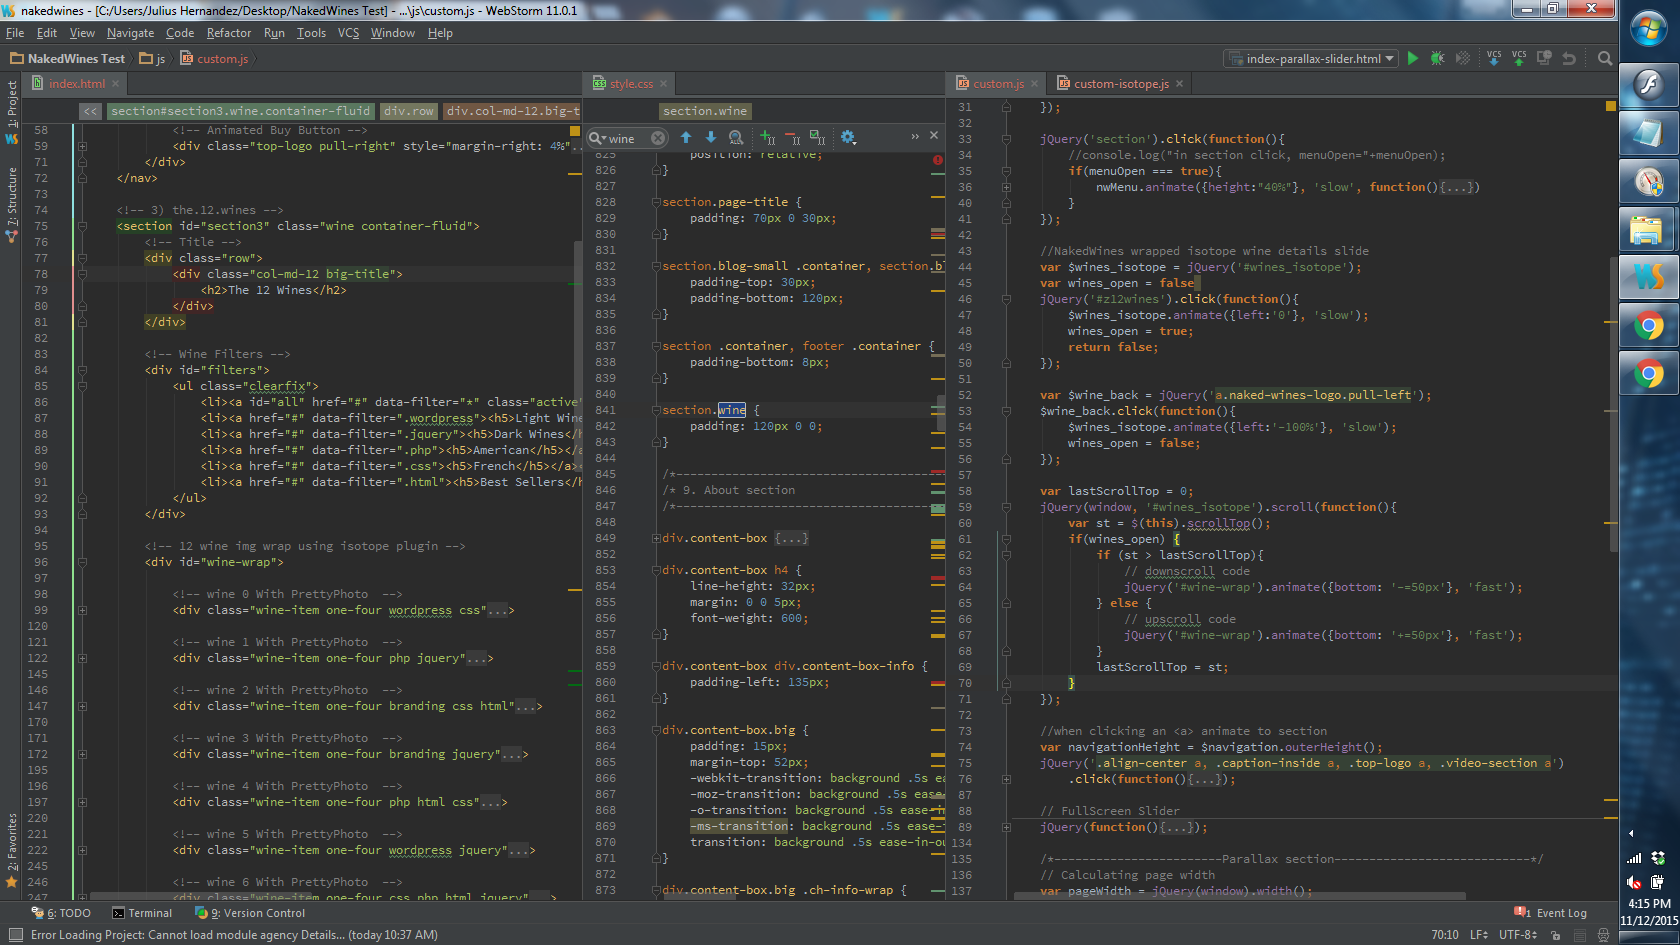 nakedwines - [C:/Users/Julius Hernandez/Desktop/NakedWines Test] - ...\js\custom.js - WebStorm 11.0.1
File Edit View Navigate Code Refactor Run Tools VCS Window Help
NakedWines Test js custom.js
index-parallax-slider.html
VCS VCS
1: Project
7: Structure
2: Favorites
index.html
<< section#section3.wine.container-fluid div.row div.col-md-12.big-t
58 <!-- Animated Buy Button -->
59 <div class="top-logo pull-right" style="margin-right: 4%"...
71 </div>
72 </nav>
73
74 <!-- 3) the.12.wines -->
75 <section id="section3" class="wine container-fluid">
76 <!-- Title -->
77 <div class="row">
78 <div class="col-md-12 big-title">
79 <h2>The 12 Wines</h2>
80 </div>
81 </div>
82
83 <!-- Wine Filters -->
84 <div id="filters">
85 <ul class="clearfix">
86 <li><a id="all" href="#" data-filter="*" class="active"
87 <li><a href="#" data-filter=".wordpress"><h5>Light Wine
88 <li><a href="#" data-filter=".jquery"><h5>Dark Wines</h
89 <li><a href="#" data-filter=".php"><h5>American</h5></a
90 <li><a href="#" data-filter=".css"><h5>French</h5></a><
91 <li><a href="#" data-filter=".html"><h5>Best Sellers</h
92 </ul>
93 </div>
94
95 <!-- 12 wine img wrap using isotope plugin -->
96 <div id="wine-wrap">
97
98 <!-- wine 0 With PrettyPhoto -->
99 <div class="wine-item one-four wordpress css"...>
120
121 <!-- wine 1 With PrettyPhoto -->
122 <div class="wine-item one-four php jquery"...>
145
146 <!-- wine 2 With PrettyPhoto -->
147 <div class="wine-item one-four branding css html"...>
170
171 <!-- wine 3 With PrettyPhoto -->
172 <div class="wine-item one-four branding jquery"...>
195
196 <!-- wine 4 With PrettyPhoto -->
197 <div class="wine-item one-four php html css"...>
220
221 <!-- wine 5 With PrettyPhoto -->
222 <div class="wine-item one-four wordpress jquery"...>
245
246 <!-- wine 6 With PrettyPhoto -->
247 <div class="wine-item one-four css php html jquery"...>
style.css
section.wine
wine
825 position: relative;
826 }
827
828 section.page-title {
829 padding: 70px 0 30px;
830 }
831
832 section.blog-small .container, section.bl
833 padding-top: 30px;
834 padding-bottom: 120px;
835 }
836
837 section .container, footer .container {
838 padding-bottom: 8px;
839 }
840
841 section.wine {
842 padding: 120px 0 0;
843 }
844
845 /*--------------------------------------
846 /* 9. About section
847 /*--------------------------------------
848
849 div.content-box {...}
852
853 div.content-box h4 {
854 line-height: 32px;
855 margin: 0 0 5px;
856 font-weight: 600;
857 }
858
859 div.content-box div.content-box-info {
860 padding-left: 135px;
861 }
862
863 div.content-box.big {
864 padding: 15px;
865 margin-top: 52px;
866 -webkit-transition: background .5s ea
867 -moz-transition: background .5s ease-
868 -o-transition: background .5s ease-in
869 -ms-transition: background .5s ease-i
870 transition: background .5s ease-in-ou
871 }
872
873 div.content-box.big .ch-info-wrap {
custom.js custom-isotope.js
31 });
32
33 jQuery('section').click(function(){
34 //console.log("in section click, menuOpen="+menuOpen);
35 if(menuOpen === true){
36 nwMenu.animate({height:"40%"}, 'slow', function(){...})
40 }
41 });
42
43 //NakedWines wrapped isotope wine details slide
44 var $wines_isotope = jQuery('#wines_isotope');
45 var wines_open = false
46 jQuery('#z12wines').click(function(){
47 $wines_isotope.animate({left:'0'}, 'slow');
48 wines_open = true;
49 return false;
50 });
51
52 var $wine_back = jQuery('a.naked-wines-logo.pull-left');
53 $wine_back.click(function(){
54 $wines_isotope.animate({left:'-100%'}, 'slow');
55 wines_open = false;
56 });
57
58 var lastScrollTop = 0;
59 jQuery(window, '#wines_isotope').scroll(function(){
60 var st = $(this).scrollTop();
61 if(wines_open) {
62 if (st > lastScrollTop){
63 // downscroll code
64 jQuery('#wine-wrap').animate({bottom: '-=50px'}, 'fast');
65 } else {
66 // upscroll code
67 jQuery('#wine-wrap').animate({bottom: '+=50px'}, 'fast');
68 }
69 lastScrollTop = st;
70 }
71 });
72
73 //when clicking an <a> animate to section
74 var navigationHeight = $navigation.outerHeight();
75 jQuery('.align-center a, .caption-inside a, .top-logo a, .video-section a')
76 .click(function(){...});
87
88 // FullScreen Slider
89 jQuery(function(){...});
134
135 /*------------------------Parallax section----------------------------*/
136 // Calculating page width
137 var pageWidth = jQuery(window).width();
6: TODO Terminal 9: Version Control
1 Event Log
Error Loading Project: Cannot load module agency Details... (today 10:37 AM)
70:10 LF UTF-8
4:15 PM
11/12/2015